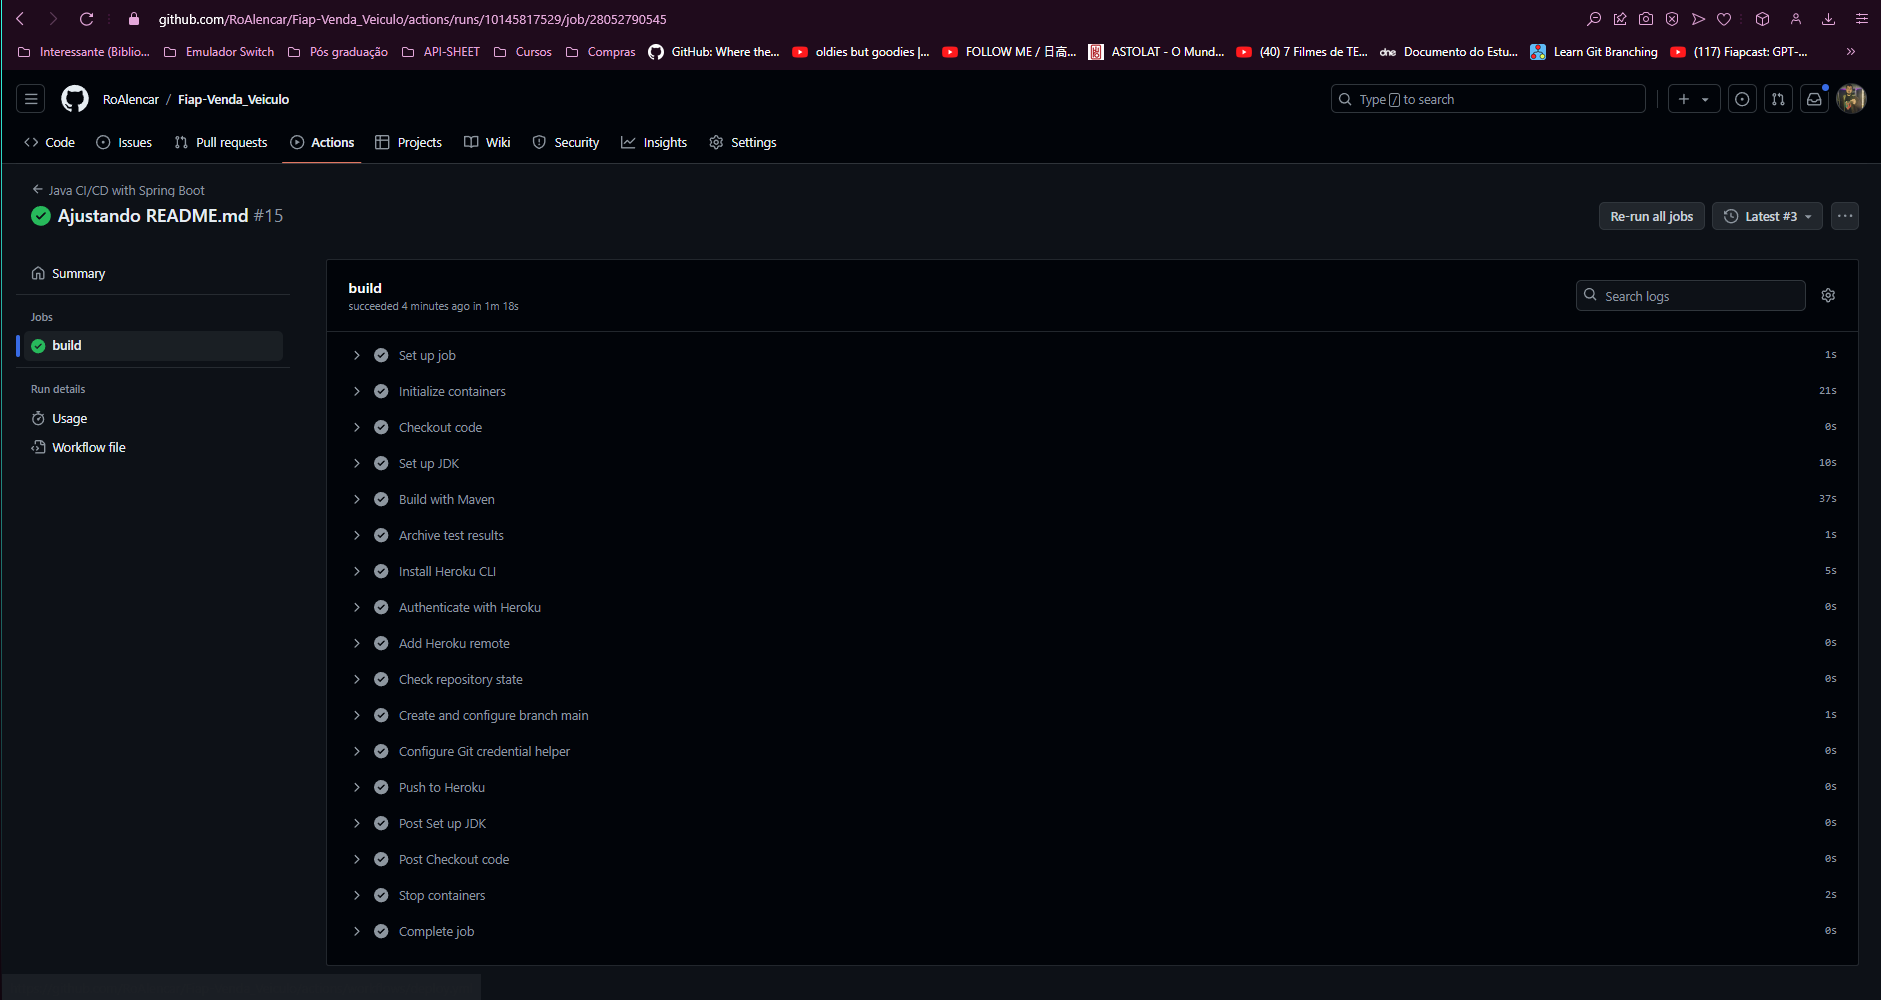 github.com/RoAlencar/Fiap-Venda_Veiculo/actions/runs/10145817529/job/28052790545
Interessante (Biblio... Emulador Switch Pós graduação API-SHEET Cursos Compras GitHub: Where the... oldies but goodies |... FOLLOW ME / 日高... ASTOLAT - O Mund... (40) 7 Filmes de TE... dne Documento do Estu... Learn Git Branching (117) Fiapcast: GPT-... »
RoAlencar / Fiap-Venda_Veiculo Type / to search
Code Issues Pull requests Actions Projects Wiki Security Insights Settings
Java CI/CD with Spring Boot
Ajustando README.md #15
Re-run all jobs Latest #3 ...
Summary
Jobs
build
Run details
Usage
Workflow file
build
succeeded 4 minutes ago in 1m 18s
Search logs
Set up job 1s
Initialize containers 21s
Checkout code 0s
Set up JDK 10s
Build with Maven 37s
Archive test results 1s
Install Heroku CLI 5s
Authenticate with Heroku 0s
Add Heroku remote 0s
Check repository state 0s
Create and configure branch main 1s
Configure Git credential helper 0s
Push to Heroku 0s
Post Set up JDK 0s
Post Checkout code 0s
Stop containers 2s
Complete job 0s